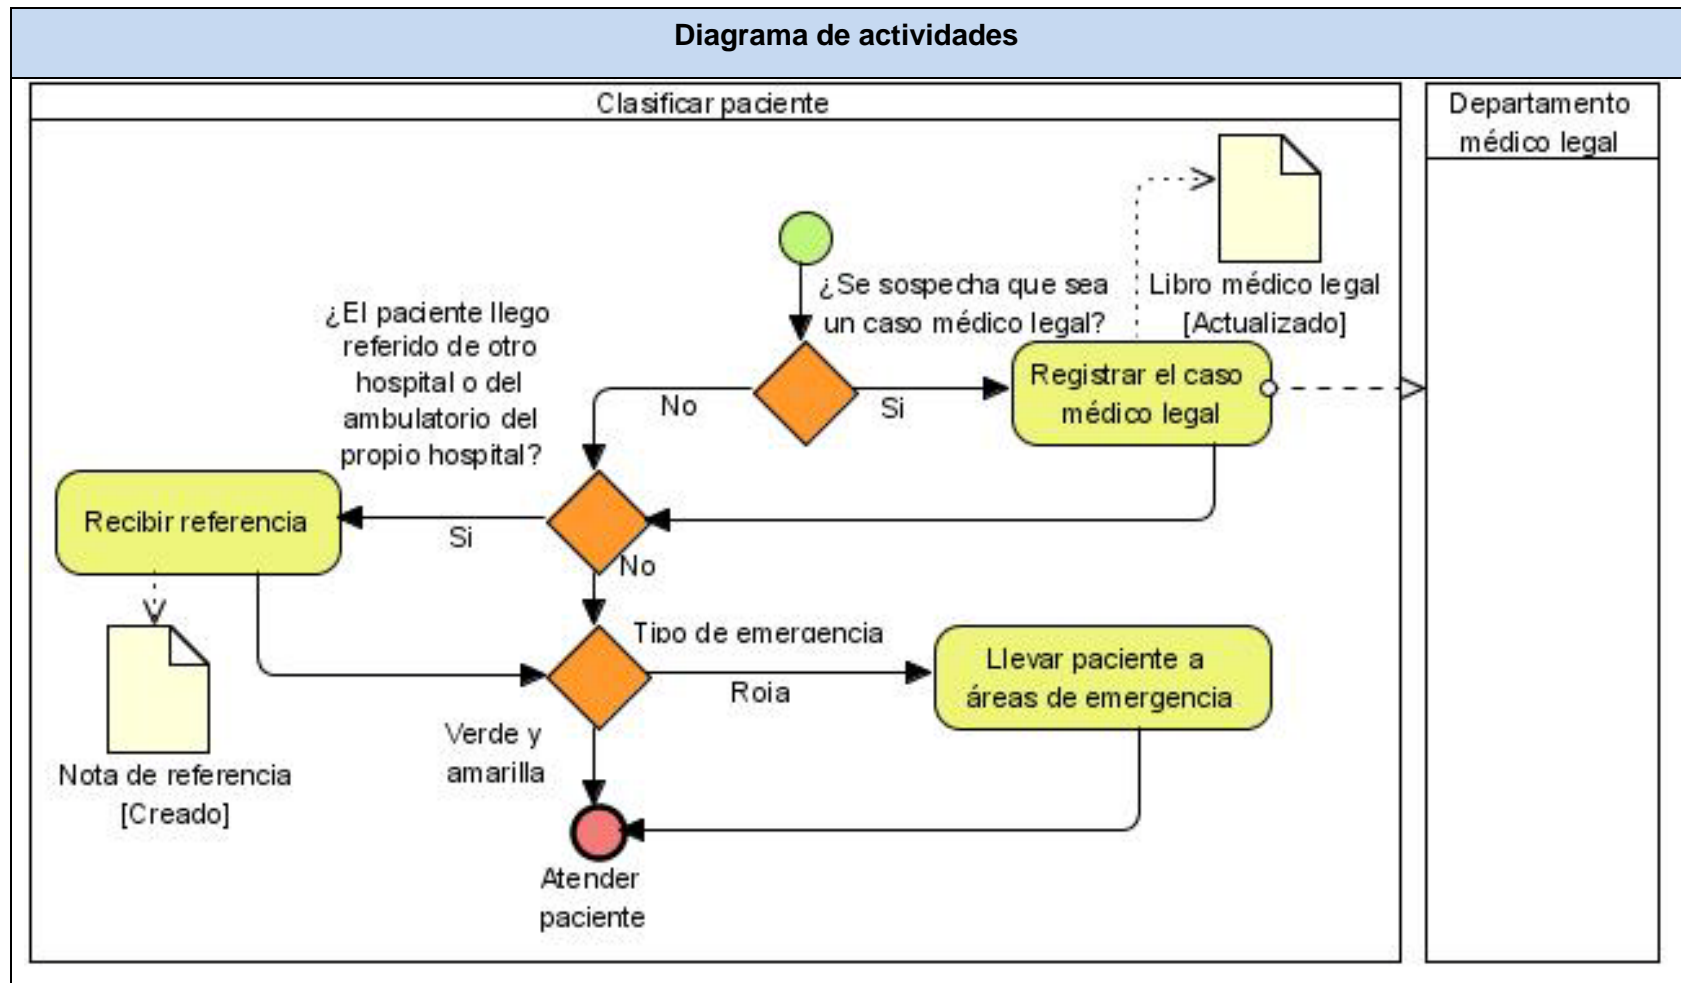 Diagrama de actividades
Clasificar paciente
Departamento
médico legal
¿Se sospecha que sea
un caso médico legal?
Libro médico legal
[Actualizado]
¿El paciente llego
referido de otro
hospital o del
ambulatorio del
propio hospital?
No
Si
Registrar el caso
médico legal
Recibir referencia
Si
No
Tipo de emergencia
Roja
Llevar paciente a
áreas de emergencia
Verde y
amarilla
Nota de referencia
[Creado]
Atender
paciente